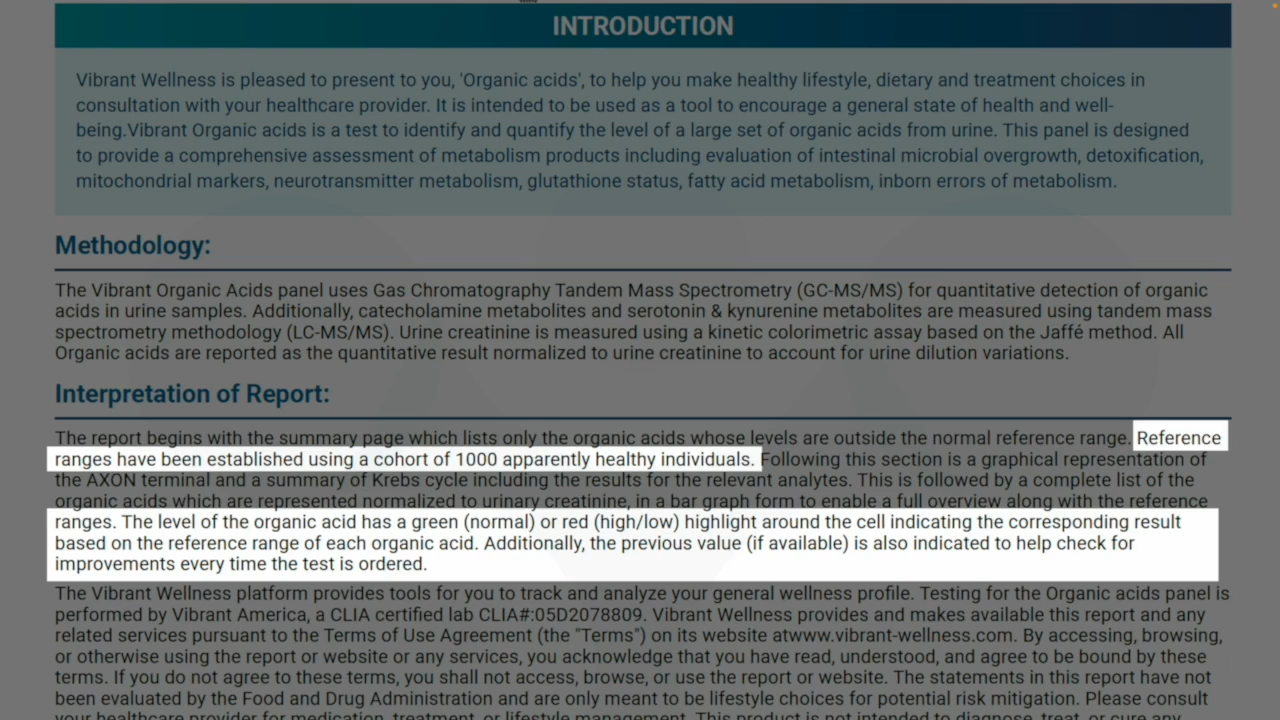 INTRODUCTION
Vibrant Wellness is pleased to present to you, 'Organic acids', to help you make healthy lifestyle, dietary and treatment choices in
consultation with your healthcare provider. It is intended to be used as a tool to encourage a general state of health and well-
being.Vibrant Organic acids is a test to identify and quantify the level of a large set of organic acids from urine. This panel is designed
to provide a comprehensive assessment of metabolism products including evaluation of intestinal microbial overgrowth, detoxification,
mitochondrial markers, neurotransmitter metabolism, glutathione status, fatty acid metabolism, inborn errors of metabolism.
Methodology:
The Vibrant Organic Acids panel uses Gas Chromatography Tandem Mass Spectrometry (GC-MS/MS) for quantitative detection of organic
acids in urine samples. Additionally, catecholamine metabolites and serotonin & kynurenine metabolites are measured using tandem mass
spectrometry methodology (LC-MS/MS). Urine creatinine is measured using a kinetic colorimetric assay based on the Jaffé method. All
Organic acids are reported as the quantitative result normalized to urine creatinine to account for urine dilution variations.
Interpretation of Report:
The report begins with the summary page which lists only the organic acids whose levels are outside the normal reference range. Reference
ranges have been established using a cohort of 1000 apparently healthy individuals. Following this section is a graphical representation of
the AXON terminal and a summary of Krebs cycle including the results for the relevant analytes. This is followed by a complete list of the
organic acids which are represented normalized to urinary creatinine, in a bar graph form to enable a full overview along with the reference
ranges. The level of the organic acid has a green (normal) or red (high/low) highlight around the cell indicating the corresponding result
based on the reference range of each organic acid. Additionally, the previous value (if available) is also indicated to help check for
improvements every time the test is ordered.
The Vibrant Wellness platform provides tools for you to track and analyze your general wellness profile. Testing for the Organic acids panel is
performed by Vibrant America, a CLIA certified lab CLIA#:05D2078809. Vibrant Wellness provides and makes available this report and any
related services pursuant to the Terms of Use Agreement (the "Terms") on its website atwww.vibrant-wellness.com. By accessing, browsing,
or otherwise using the report or website or any services, you acknowledge that you have read, understood, and agree to be bound by these
terms. If you do not agree to these terms, you shall not access, browse, or use the report or website. The statements in this report have not
been evaluated by the Food and Drug Administration and are only meant to be lifestyle choices for potential risk mitigation. Please consult
your healthcare provider for medication, treatment, or lifestyle management. This product is not intended to diagnose, treat, or cure any